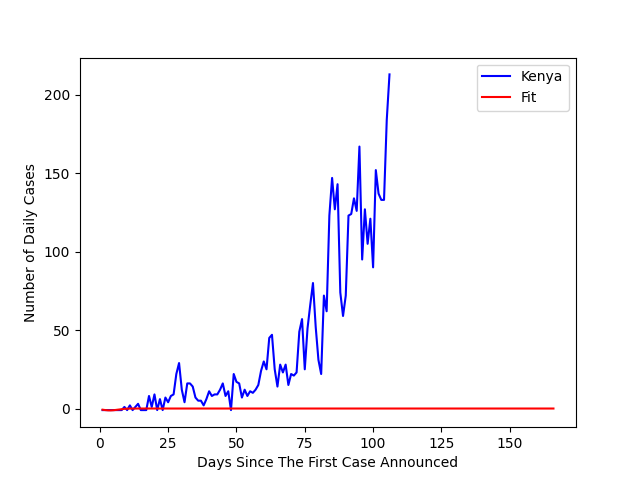 Kenya
Fit
200
150
100
50
0
Number of Daily Cases
0 25 50 75 100 125 150
Days Since The First Case Announced